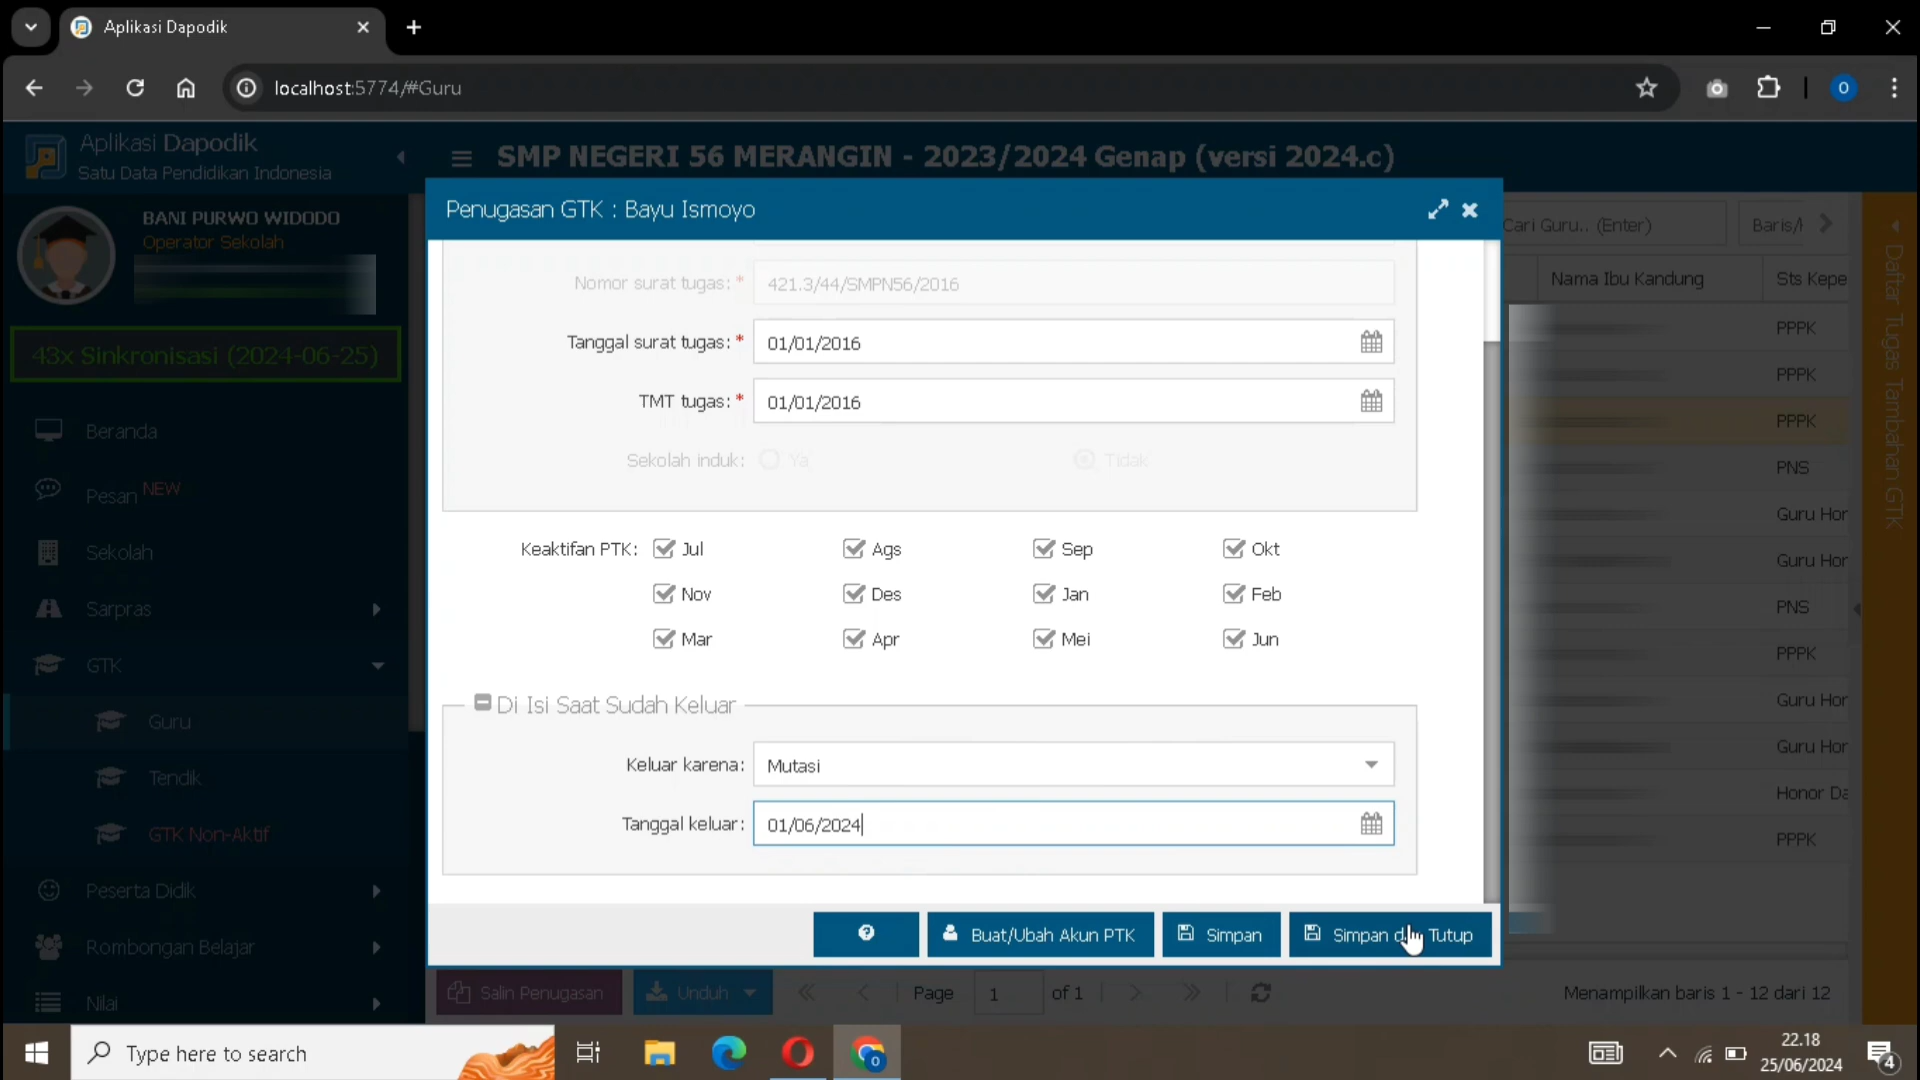 Aplikasi Dapodik
localhost:5774/#Guru
O
Aplikasi Dapodik
Satu Data Pendidikan Indonesia
SMP NEGERI 56 MERANGIN - 2023/2024 Genap (versi 2024.c)
BANI PURWO WIDODO
Operator Sekolah
43x Sinkronisasi (2024-06-25)
Beranda
Pesan NEW
Sekolah
Sarpras
GTK
Guru
Tendik
GTK Non-Aktif
Peserta Didik
Rombongan Belajar
Nilai
Penugasan GTK : Bayu Ismoyo
Nomor surat tugas: * 421.3/44/SMPN56/2016
Tanggal surat tugas: * 01/01/2016
TMT tugas: * 01/01/2016
Sekolah induk: Ya Tidak
Keaktifan PTK: Jul Ags Sep Okt
Nov Des Jan Feb
Mar Apr Mei Jun
Di Isi Saat Sudah Keluar
Keluar karena: Mutasi
Tanggal keluar: 01/06/2024
Buat/Ubah Akun PTK Simpan Simpan dan Tutup
Cari Guru.. (Enter) Baris/
Nama Ibu Kandung Sts Kepe
PPPK
PPPK
PPPK
PNS
Guru Hor
Guru Hor
PNS
PPPK
Guru Hor
Guru Hor
Honor Da
PPPK
Daftar Tugas Tambahan GTK
Salin Penugasan Unduh Page 1 of 1 Menampilkan baris 1 - 12 dari 12
Type here to search
O
22.18
25/06/2024
4